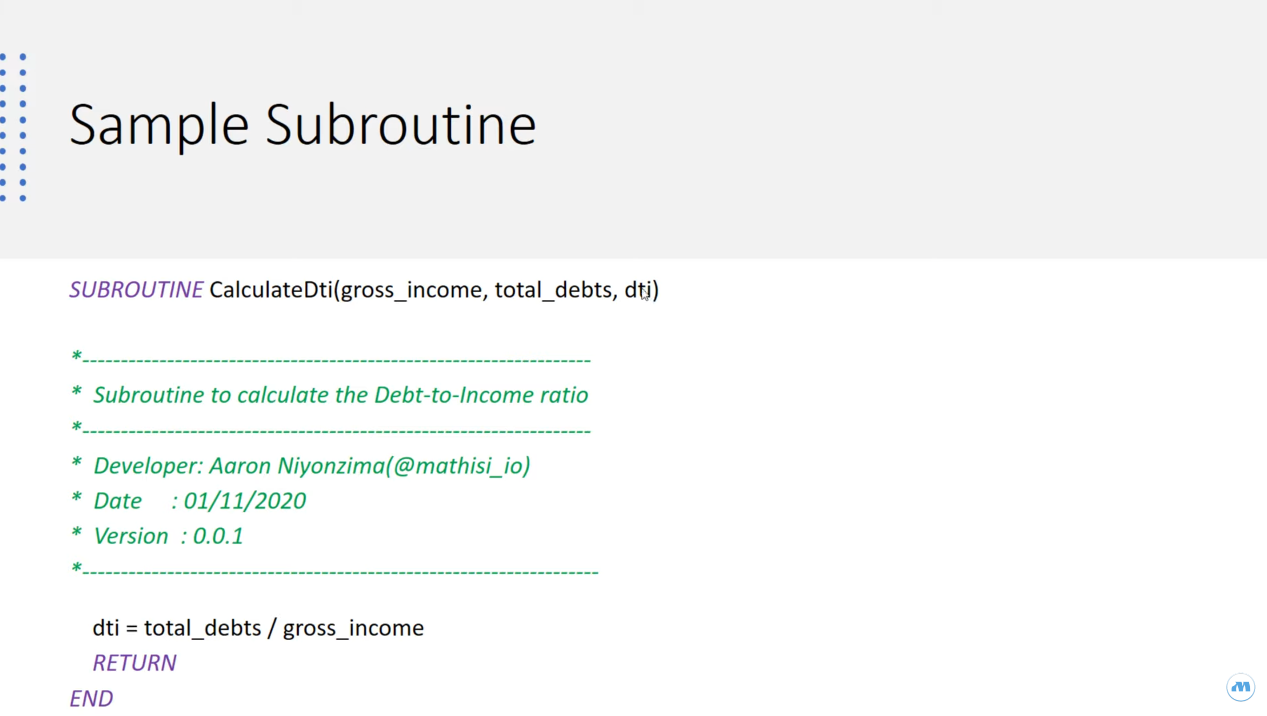 Sample Subroutine
SUBROUTINE CalculateDti(gross_income, total_debts, dti)
*------------------------------------------------------------------
* Subroutine to calculate the Debt-to-Income ratio
*------------------------------------------------------------------
* Developer: Aaron Niyonzima(@mathisi_io)
* Date : 01/11/2020
* Version : 0.0.1
*-------------------------------------------------------------------
dti = total_debts / gross_income
RETURN
END